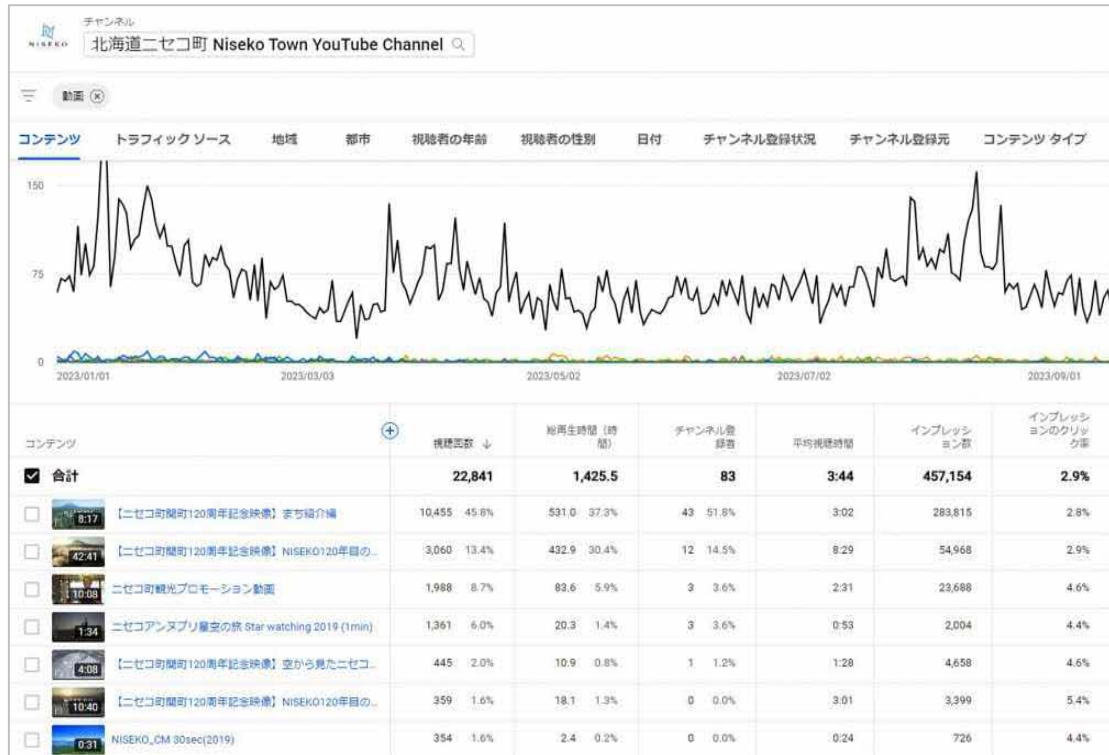 NISEKO
チャンネル
北海道ニセコ町 Niseko Town YouTube Channel
動画
コンテンツ トラフィック ソース 地域 都市 視聴者の年齢 視聴者の性別 日付 チャンネル登録状況 チャンネル登録元 コンテンツ タイプ
150
75
0
2023/01/01 2023/03/03 2023/05/02 2023/07/02 2023/09/01
コンテンツ 視聴回数 総再生時間（時間） チャンネル登録者 平均視聴時間 インプレッション数 インプレッションのクリック率
合計 22,841 1,425.5 83 3:44 457,154 2.9%
8:17 【ニセコ町開町120周年記念映像】まち紹介編 10,455 45.8% 531.0 37.3% 43 51.8% 3:02 283,815 2.8%
42:41 【ニセコ町開町120周年記念映像】NISEKO120年目の... 3,060 13.4% 432.9 30.4% 12 14.5% 8:29 54,968 2.9%
10:08 ニセコ町観光プロモーション動画 1,988 8.7% 83.6 5.9% 3 3.6% 2:31 23,688 4.6%
1:34 ニセコアンヌプリ星空の旅 Star watching 2019 (1min) 1,361 6.0% 20.3 1.4% 3 3.6% 0:53 2,004 4.4%
4:08 【ニセコ町開町120周年記念映像】空から見たニセコ... 445 2.0% 10.9 0.8% 1 1.2% 1:28 4,658 4.6%
10:40 【ニセコ町開町120周年記念映像】NISEKO120年目の... 359 1.6% 18.1 1.3% 0 0.0% 3:01 3,399 5.4%
0:31 NISEKO_CM 30sec(2019) 354 1.6% 2.4 0.2% 0 0.0% 0:24 726 4.4%